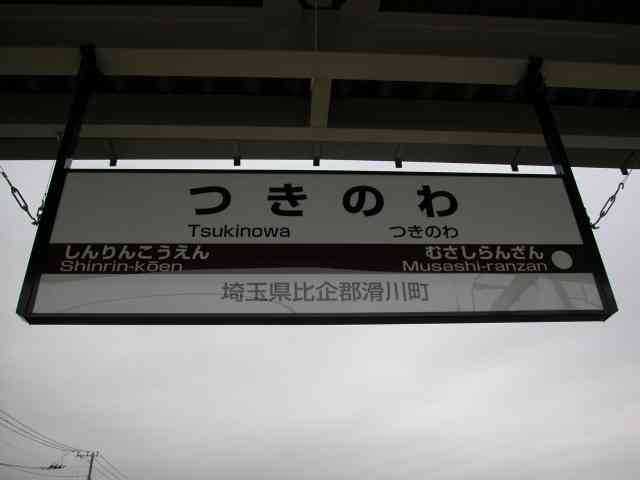 つきのわ
Tsukinowa つきのわ
しんりんこうえん むさしらんざん
Shinrin-kōen Musashi-ranzan
埼玉県比企郡滑川町